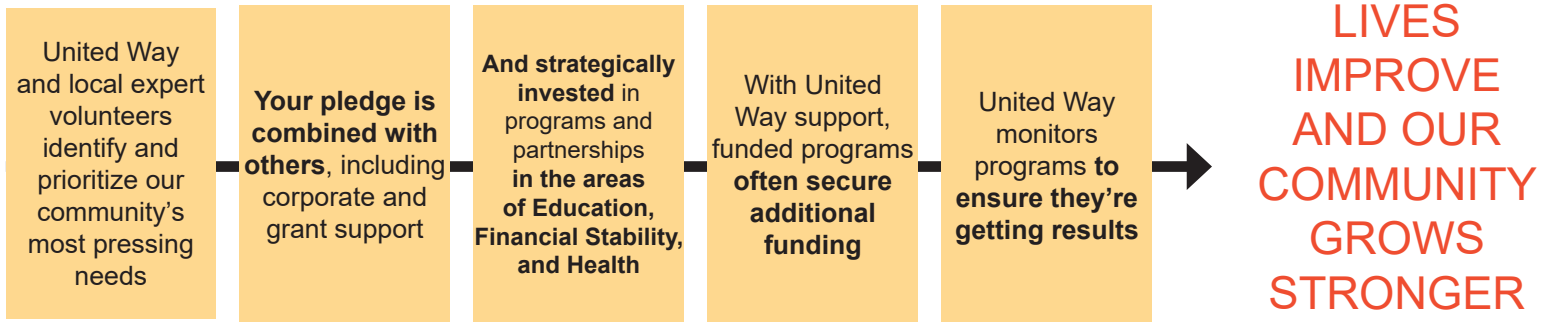 United Way
and local expert
volunteers
identify and
prioritize our
community’s
most pressing
needs
Your pledge is
combined with
others, including
corporate and
grant support
And strategically
invested in
programs and
partnerships
in the areas
of Education,
Financial Stability,
and Health
With United
Way support,
funded programs
often secure
additional
funding
United Way
monitors
programs to
ensure they’re
getting results
LIVES
IMPROVE
AND OUR
COMMUNITY
GROWS
STRONGER